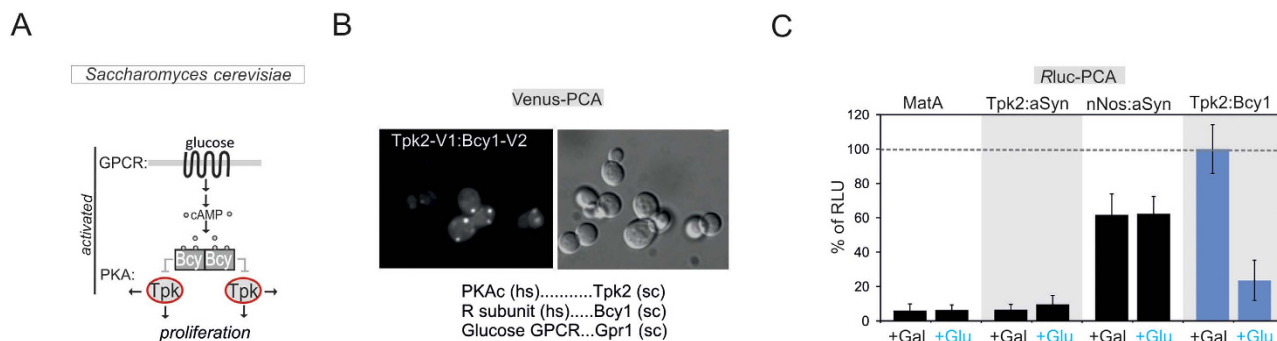 A
Saccharomyces cerevisiae
activated
GPCR:
glucose
cAMP
PKA:
Bcy Bcy
Tpk Tpk
proliferation
B
Venus-PCA
Tpk2-V1:Bcy1-V2
PKAc (hs)...........Tpk2 (sc)
R subunit (hs).....Bcy1 (sc)
Glucose GPCR...Gpr1 (sc)
C
Rluc-PCA
MatA Tpk2:aSyn nNos:aSyn Tpk2:Bcy1
% of RLU
120
100
80
60
40
20
0
+Gal +Glu +Gal +Glu +Gal +Glu +Gal +Glu